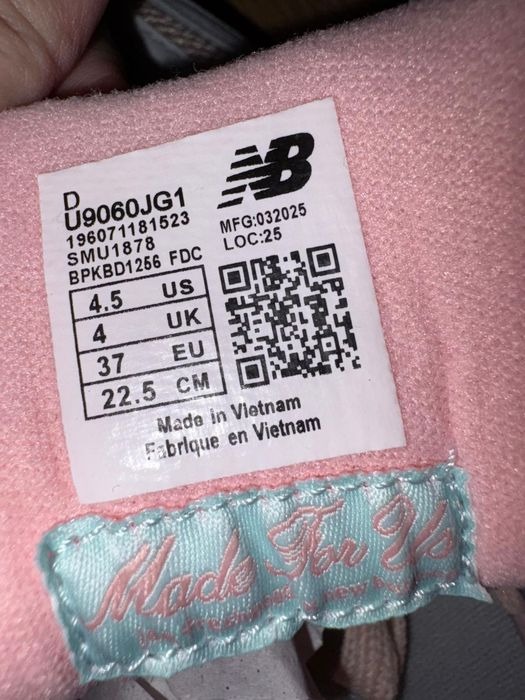 D
U9060JG1
196071181523
SMU1878
BPKBD1256 FDC
NB
MFG:032025
LOC:25
4.5 US
4 UK
37 EU
22.5 CM
Made in Vietnam
Fabrique en Vietnam
Made For Us